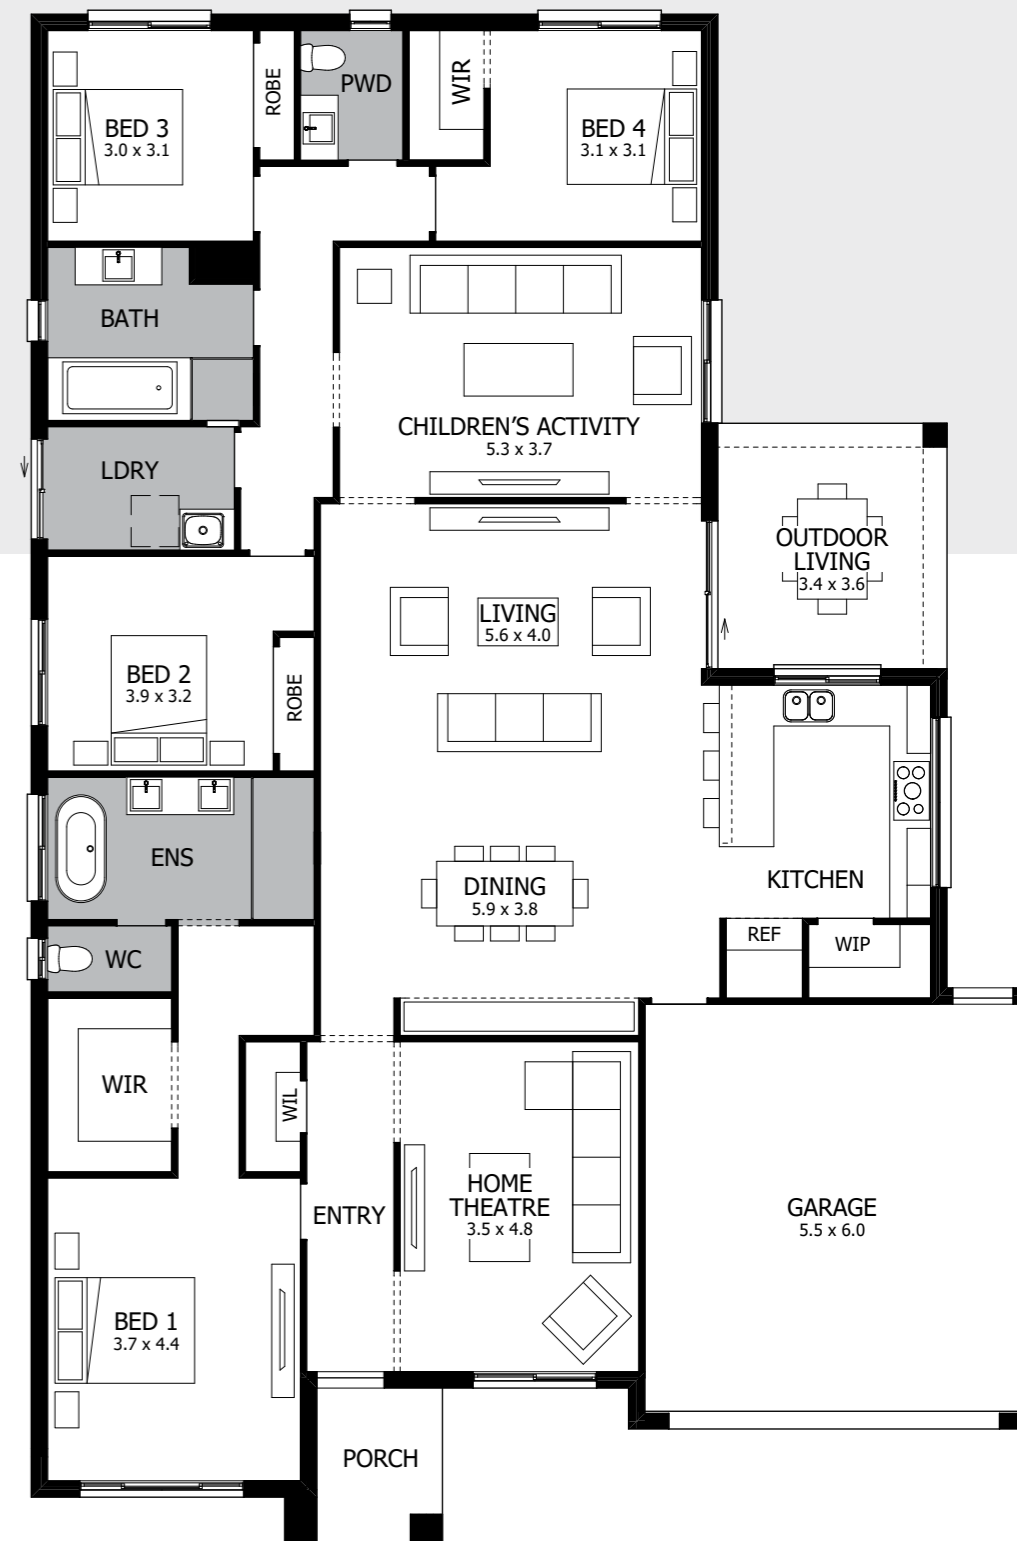 ROBE
PWD
WIR
BED 3
3.0 x 3.1
BED 4
3.1 x 3.1
BATH
CHILDREN'S ACTIVITY
5.3 x 3.7
LDRY
OUTDOOR
LIVING
3.4 x 3.6
LIVING
5.6 x 4.0
BED 2
3.9 x 3.2
ROBE
ENS
DINING
5.9 x 3.8
KITCHEN
REF
WIP
WC
WIR
WIL
ENTRY
HOME
THEATRE
3.5 x 4.8
GARAGE
5.5 x 6.0
BED 1
3.7 x 4.4
PORCH